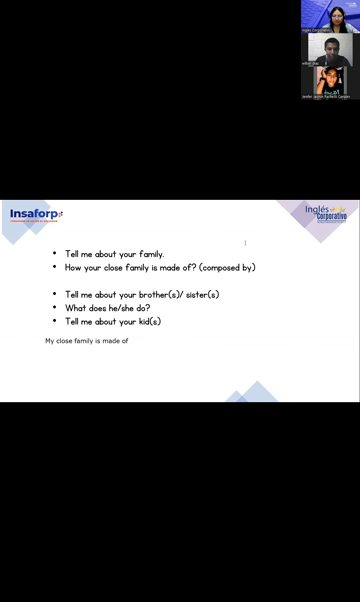 Insaforp
Inglés
Corporativo
• Tell me about your family.
• How your close family is made of? (composed by)
• Tell me about your brother(s)/ sister(s)
• What does he/she do?
• Tell me about your kid(s)
My close family is made of